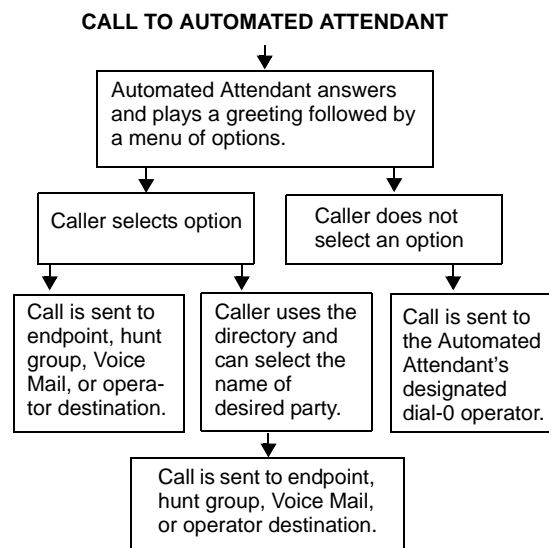 CALL TO AUTOMATED ATTENDANT
Automated Attendant answers
and plays a greeting followed by
a menu of options.
Caller selects option
Caller does not
select an option
Call is sent to
endpoint, hunt
group, Voice
Mail, or opera-
tor destination.
Caller uses the
directory and
can select the
name of
desired party.
Call is sent to
the Automated
Attendant's
designated
dial-0 operator.
Call is sent to endpoint,
hunt group, Voice Mail,
or operator destination.